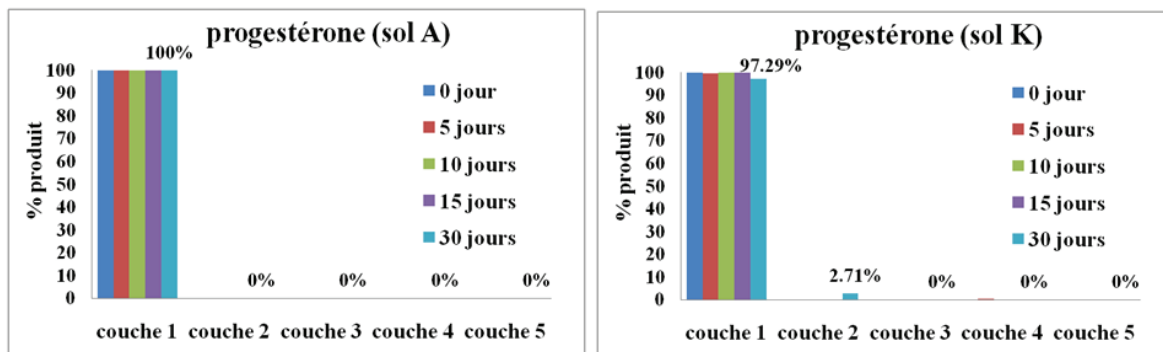 progestérone (sol A)
100%
% produit
100
90
80
70
60
50
40
30
20
10
0
0 jour
5 jours
10 jours
15 jours
30 jours
0% 0% 0% 0%
couche 1 couche 2 couche 3 couche 4 couche 5
progestérone (sol K)
97.29%
% produit
100
90
80
70
60
50
40
30
20
10
0
0 jour
5 jours
10 jours
15 jours
30 jours
2.71% 0% 0% 0%
couche 1 couche 2 couche 3 couche 4 couche 5